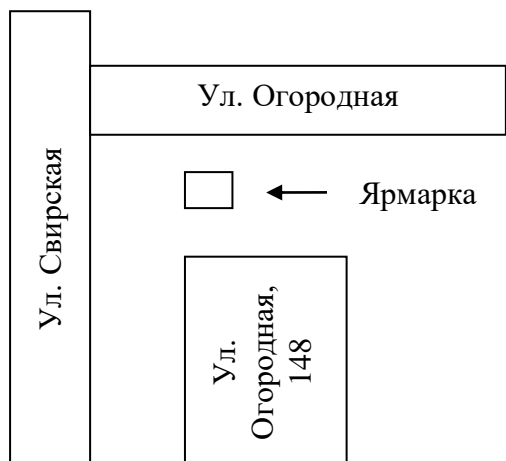 Ул. Огородная
Ярмарка
Ул. Свирская
Ул.
Огородная,
148